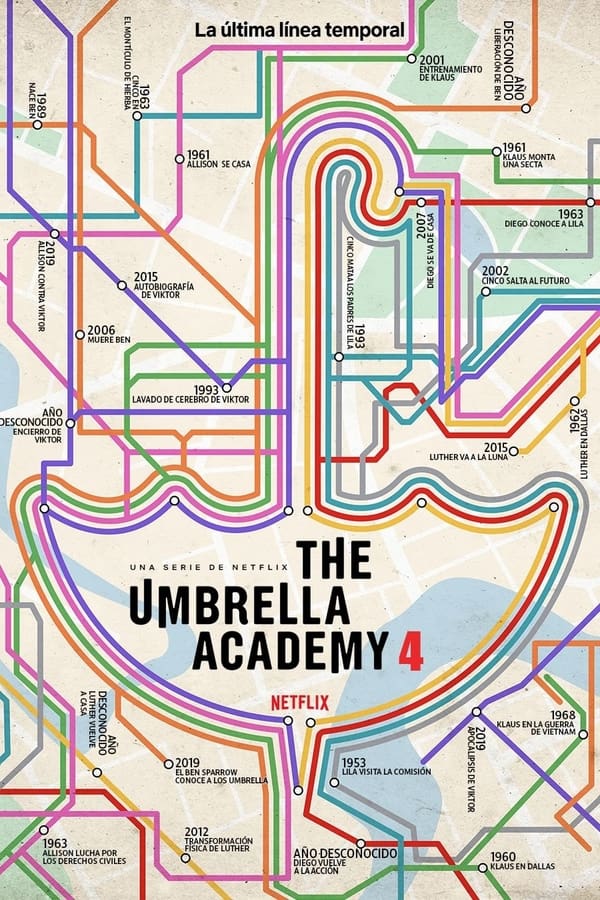 La última línea temporal
2001
ENTRENAMIENTO
DE KLAUS
AÑO
DESCONOCIDO
LIBERACIÓN DE BEN
1963
CINCO EN
EL MONTÍCULO DE HIERBA
1989
NACE BEN
1961
ALLISON SE CASA
1961
KLAUS MONTA
UNA SECTA
1963
DIEGO CONOCE A LILA
2007
DIEGO SE VA DE CASA
2019
ALLISON CONTRA VIKTOR
2015
AUTOBIOGRAFÍA
DE VIKTOR
2002
CINCO SALTA AL FUTURO
2006
MUERE BEN
1993
CINCO MATA A LOS PADRES DE LILA
1993
LAVADO DE CEREBRO DE VIKTOR
AÑO
DESCONOCIDO
ENCIERRO DE
VIKTOR
1962
LUTHER EN DALLAS
2015
LUTHER VA A LA LUNA
UNA SERIE DE NETFLIX
THE
UMBRELLA
ACADEMY 4
NETFLIX
AÑO
DESCONOCIDO
LUTHER VUELVE
A CASA
2019
EL BEN SPARROW
CONOCE A LOS UMBRELLA
1953
LILA VISITA LA COMISIÓN
2019
APOCALIPSIS DE VIKTOR
1968
KLAUS EN LA GUERRA
DE VIETNAM
1963
ALLISON LUCHA POR
LOS DERECHOS CIVILES
2012
TRANSFORMACIÓN
FÍSICA DE LUTHER
AÑO DESCONOCIDO
DIEGO VUELVE
A LA ACCIÓN
1960
KLAUS EN DALLAS